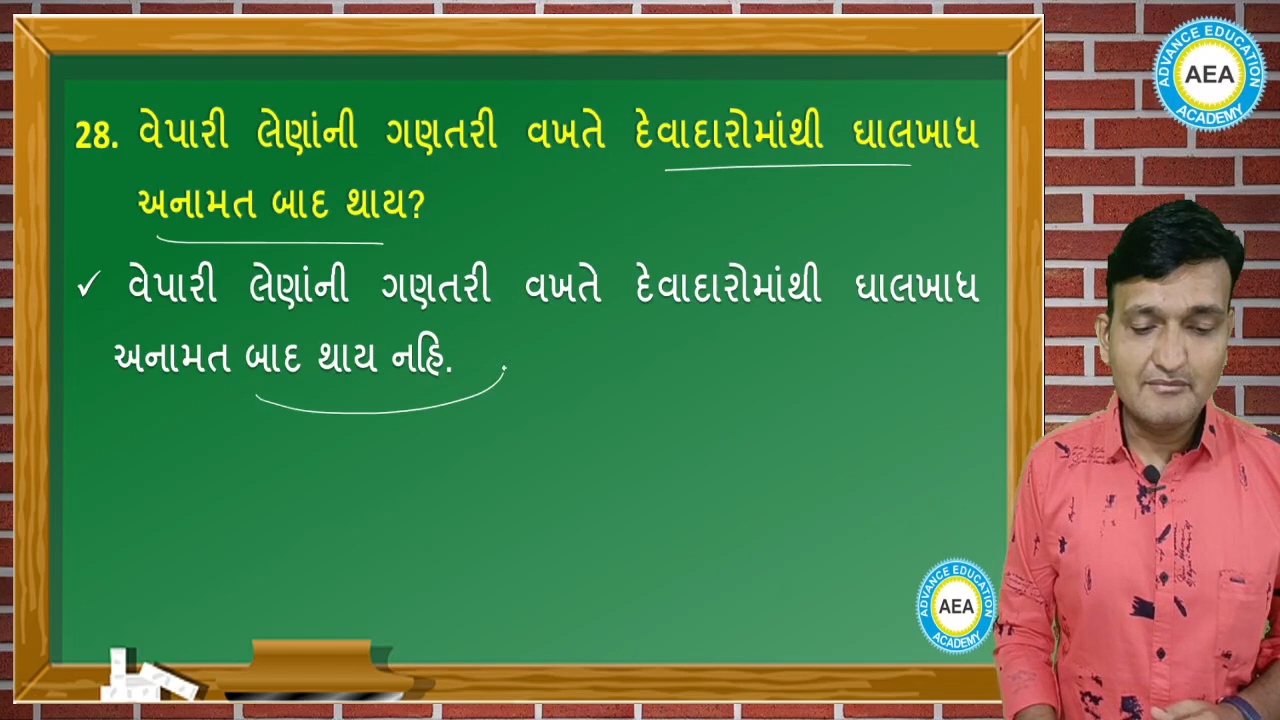 28. વેપારી લેણાંની ગણતરી વખતે દેવાદારોમાંથી ઘાલખાધ
અનામત બાદ થાય?
✓ વેપારી લેણાંની ગણતરી વખતે દેવાદારોમાંથી ઘાલખાધ
અનામત બાદ થાય નહિ.
ADVANCE EDUCATION
AEA
ACADEMY
ADVANCE EDUCATION
AEA
ACADEMY